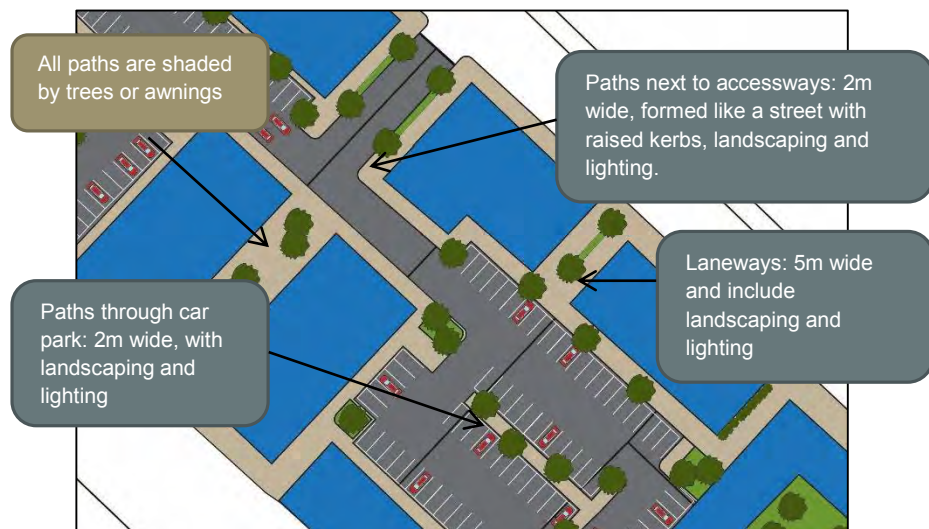 All paths are shaded
by trees or awnings
Paths next to accessways: 2m
wide, formed like a street with
raised kerbs, landscaping and
lighting.
Laneways: 5m wide
and include
landscaping and
lighting
Paths through car
park: 2m wide, with
landscaping and
lighting